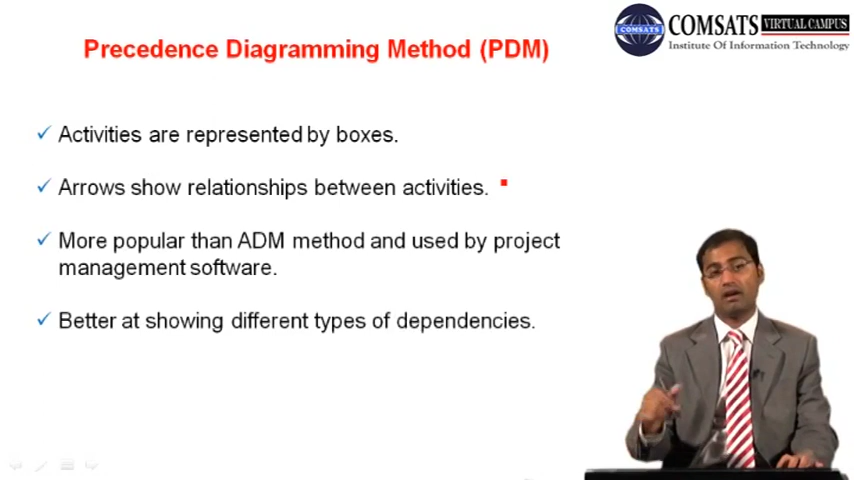 COMSATS VIRTUAL CAMPUS
COMSATS
Institute Of Information Technology
Precedence Diagramming Method (PDM)
✓ Activities are represented by boxes.
✓ Arrows show relationships between activities.
✓ More popular than ADM method and used by project
management software.
✓ Better at showing different types of dependencies.